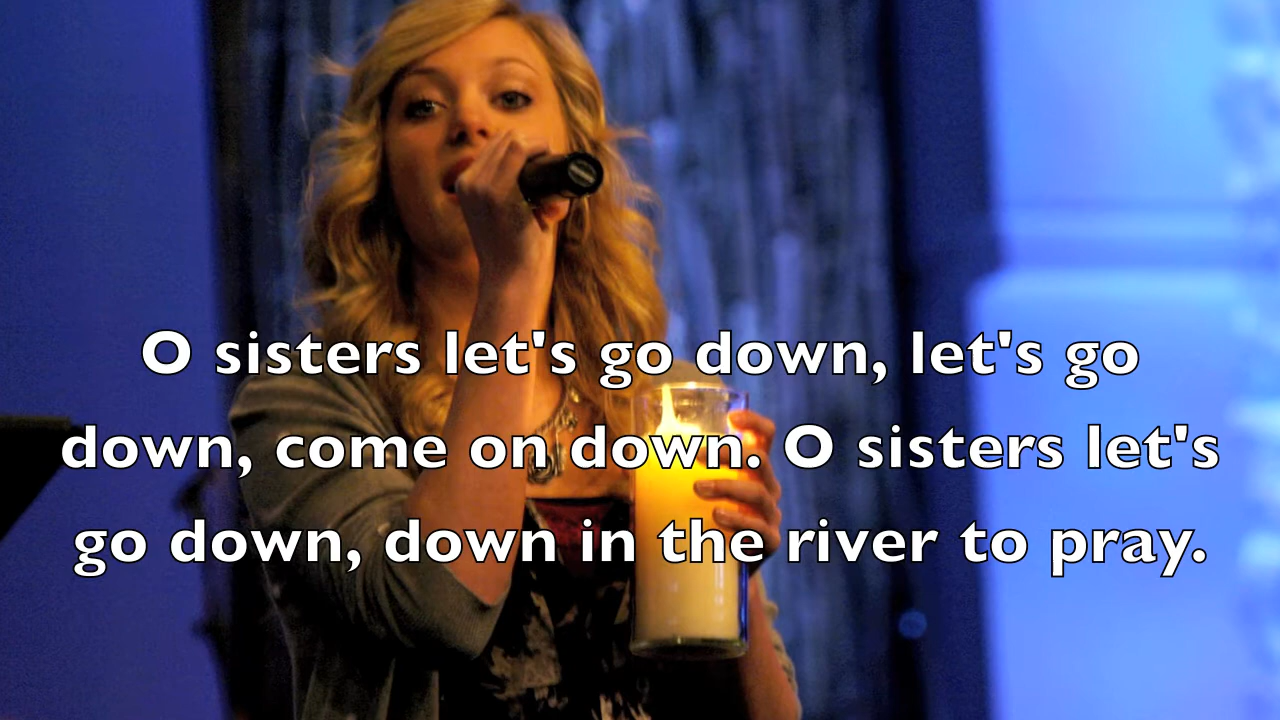 O sisters let's go down, let's go
down, come on down. O sisters let's
go down, down in the river to pray.